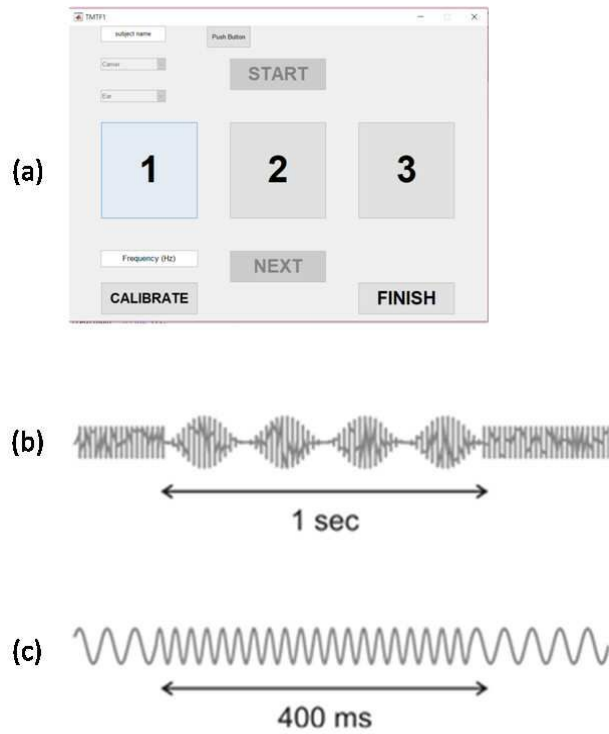 TMTF1
subject name
Push Button
Carrier
START
Ear
(a)
1 2 3
Frequency (Hz)
NEXT
CALIBRATE
FINISH
(b)
1 sec
(c)
400 ms